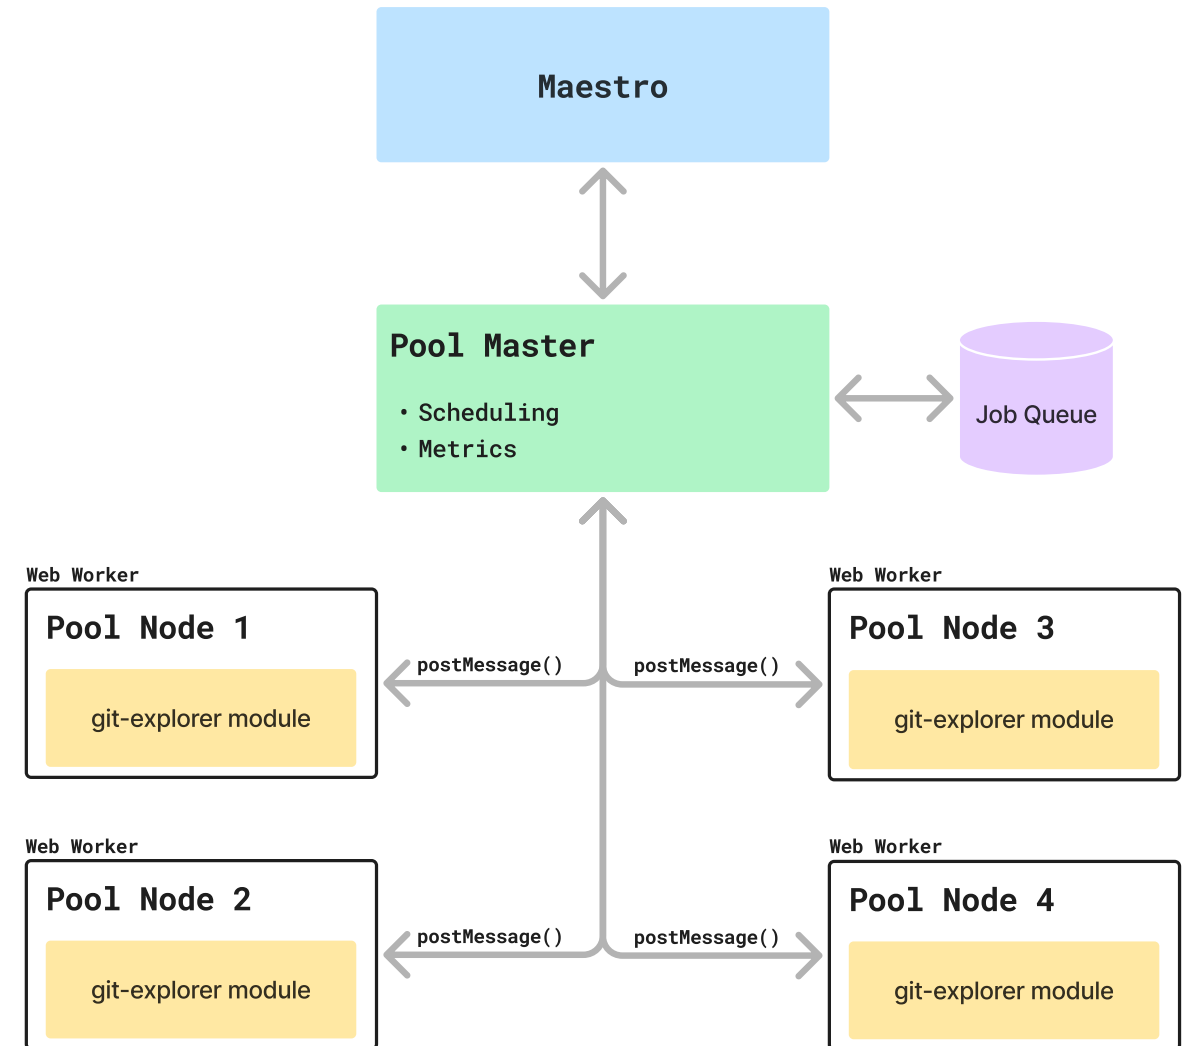 Maestro
Pool Master
• Scheduling
• Metrics
Job Queue
Web Worker
Pool Node 1
git-explorer module
postMessage()
postMessage()
Web Worker
Pool Node 3
git-explorer module
Web Worker
Pool Node 2
git-explorer module
postMessage()
postMessage()
Web Worker
Pool Node 4
git-explorer module